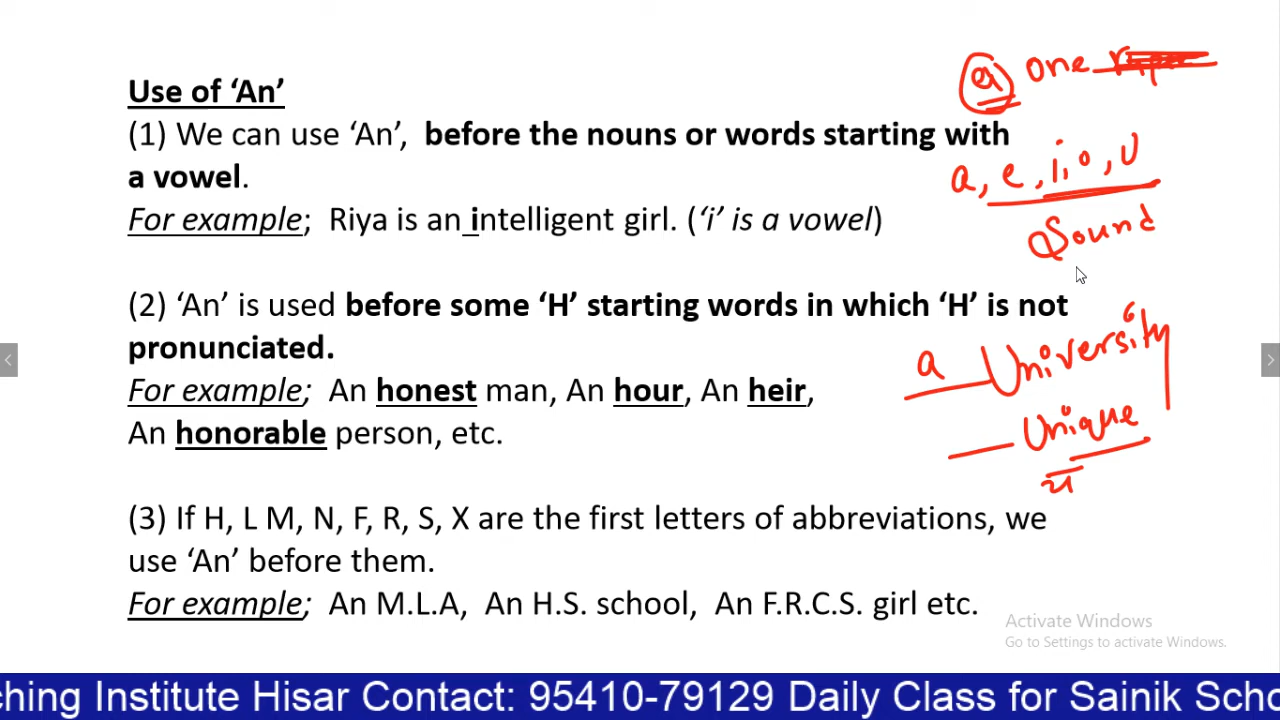 Use of ‘An’
(1) We can use ‘An’, before the nouns or words starting with
a vowel.
For example; Riya is an intelligent girl. (‘i’ is a vowel)
(2) ‘An’ is used before some ‘H’ starting words in which ‘H’ is not
pronunciated.
For example; An honest man, An hour, An heir,
An honorable person, etc.
(3) If H, L M, N, F, R, S, X are the first letters of abbreviations, we
use ‘An’ before them.
For example; An M.L.A, An H.S. school, An F.R.C.S. girl etc.
a one
a, e, i, o, U
Sound
a University
Unique
य
Activate Windows
Go to Settings to activate Windows.
ching Institute Hisar Contact: 95410-79129 Daily Class for Sainik Scho